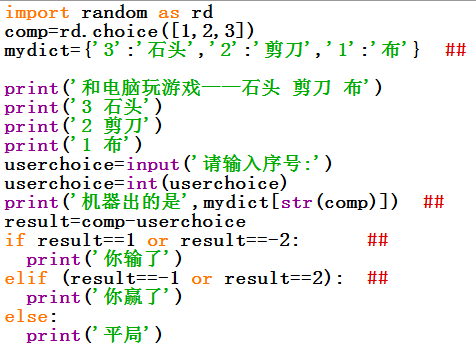 import random as rd
comp=rd.choice([1,2,3])
mydict={'3':'石头','2':'剪刀','1':'布'}  ##
print('和电脑玩游戏——石头 剪刀 布')
print('3 石头')
print('2 剪刀')
print('1 布')
userchoice=input('请输入序号:')
userchoice=int(userchoice)
print('机器出的是',mydict[str(comp)])  ##
result=comp-userchoice
if result==1 or result==-2:      ##
  print('你输了')
elif (result==-1 or result==2):  ##
  print('你赢了')
else:
  print('平局')